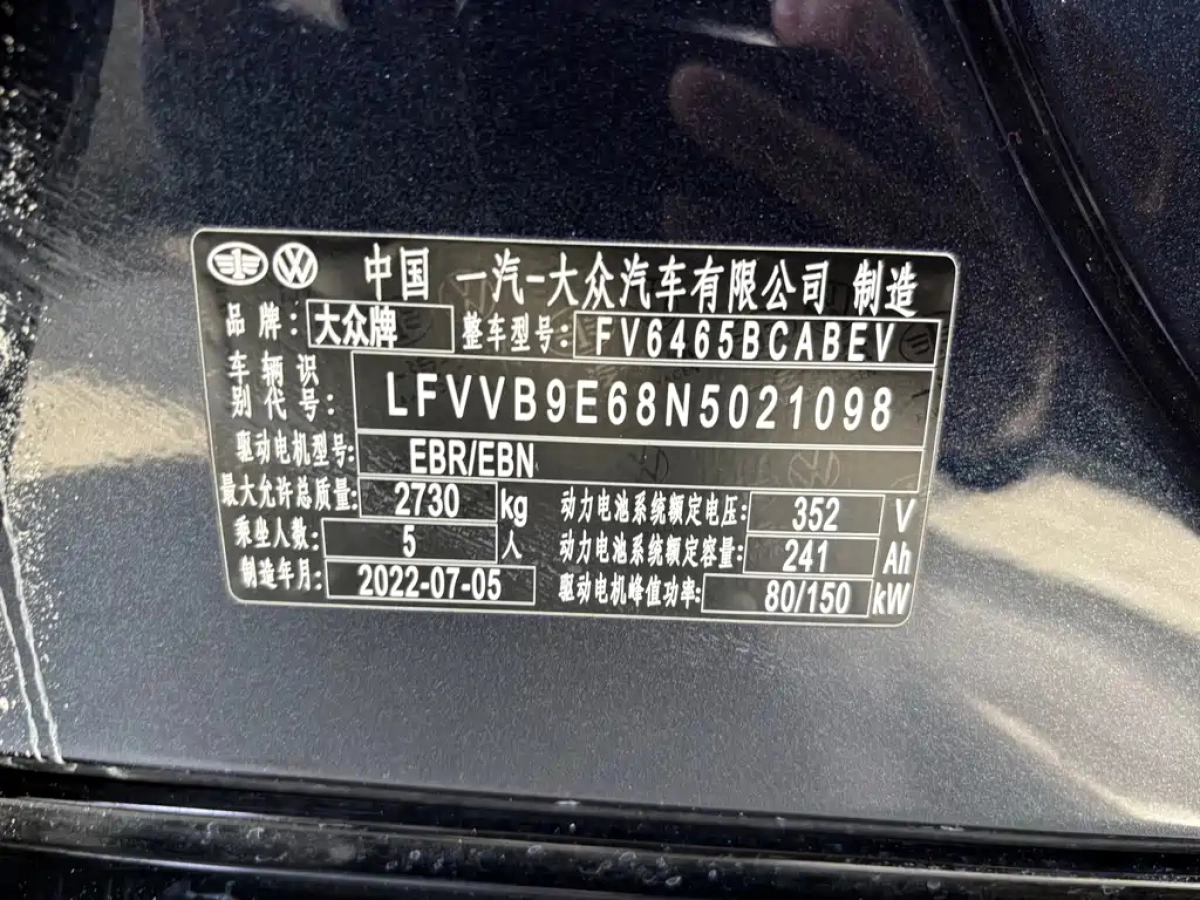 中国 一汽-大众汽车有限公司 制造
品牌: 大众牌 整车型号: FV6465BCABEV
车辆识别代号: LFVVB9E68N5021098
驱动电机型号: EBR/EBN
最大允许总质量: 2730 kg 动力电池系统额定电压: 352 V
乘坐人数: 5 人 动力电池系统额定容量: 241 Ah
制造年月: 2022-07-05 驱动电机峰值功率: 80/150 kW